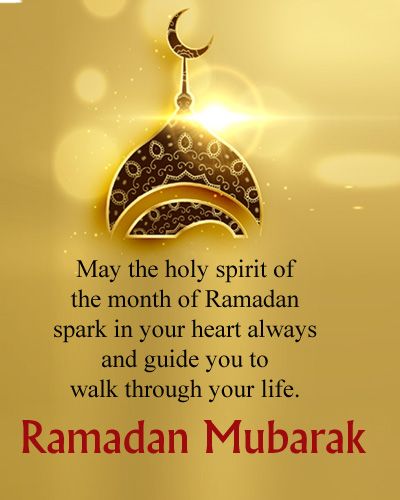 May the holy spirit of
the month of Ramadan
spark in your heart always
and guide you to
walk through your life.
Ramadan Mubarak